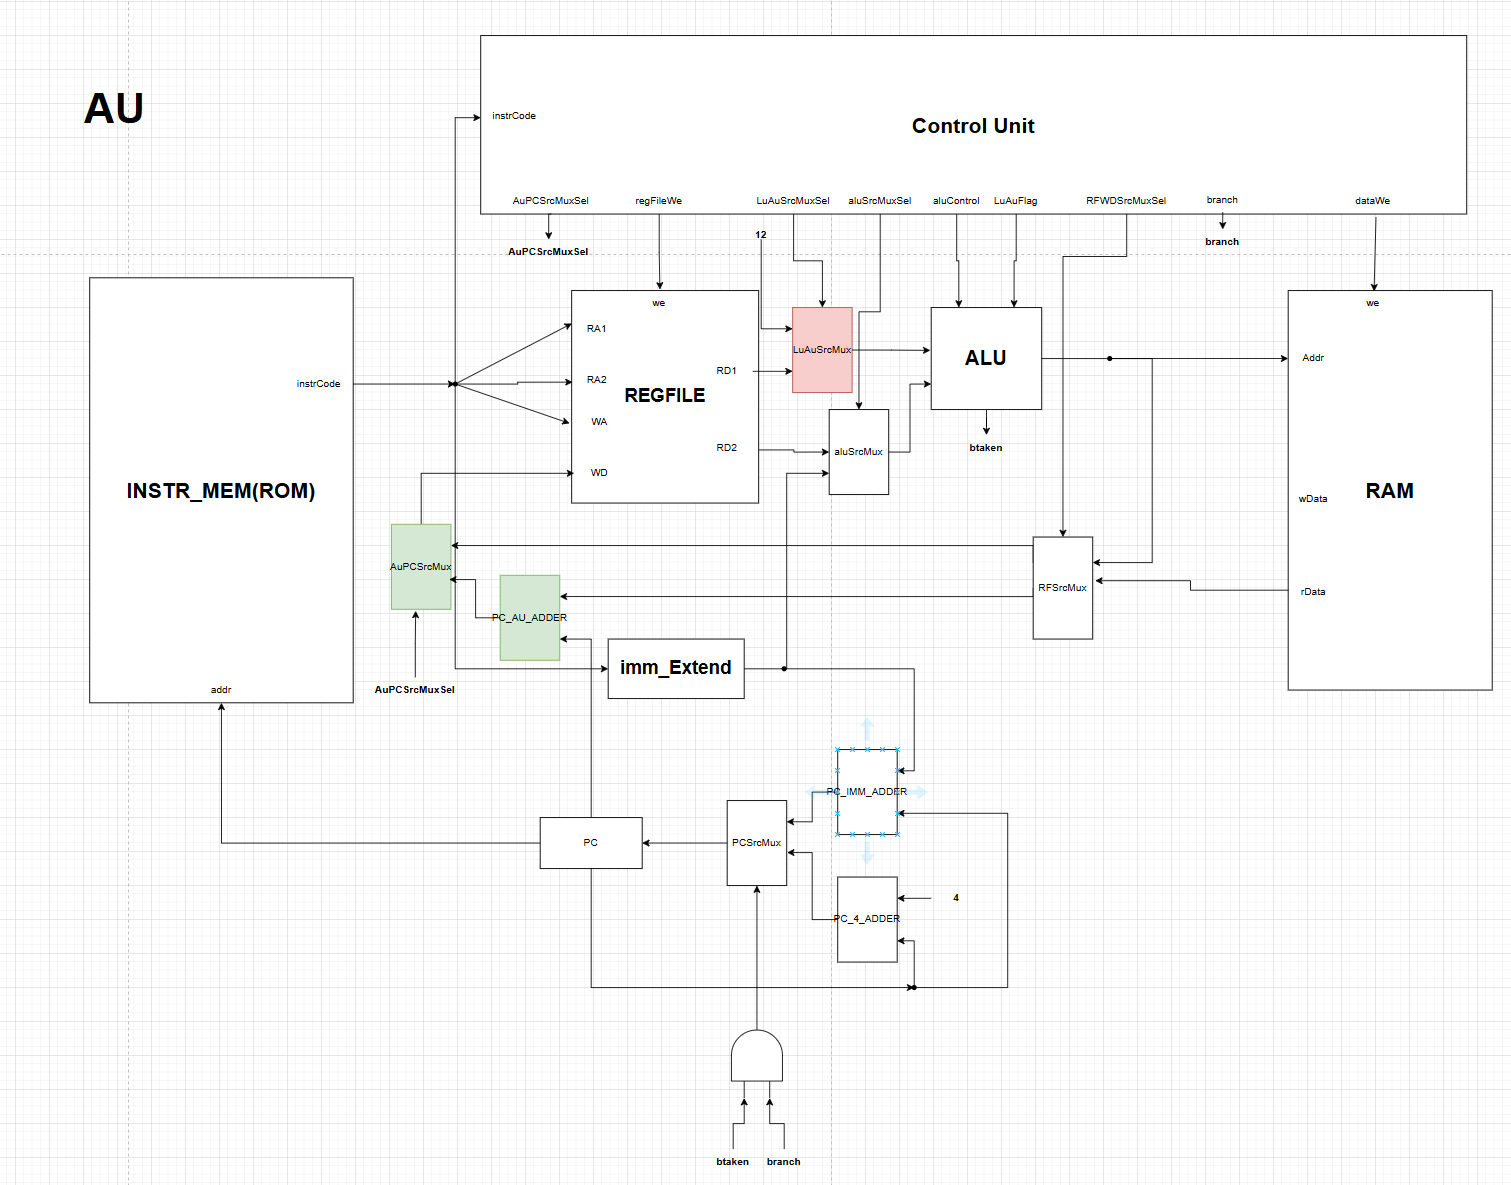 AU
instrCode
Control Unit
AuPCSrcMuxSel
regFileWe
LuAuSrcMuxSel
aluSrcMuxSel
aluControl
LuAuFlag
RFWDSrcMuxSel
branch
dataWe
AuPCSrcMuxSel
12
branch
we
RA1
RA2
WA
WD
REGFILE
RD1
RD2
LuAuSrcMux
aluSrcMux
ALU
btaken
we
Addr
wData
RAM
rData
instrCode
INSTR_MEM(ROM)
addr
AuPCSrcMux
AuPCSrcMuxSel
PC_AU_ADDER
RFSrcMux
imm_Extend
PC_IMM_ADDER
PC
PCSrcMux
4
PC_4_ADDER
btaken
branch